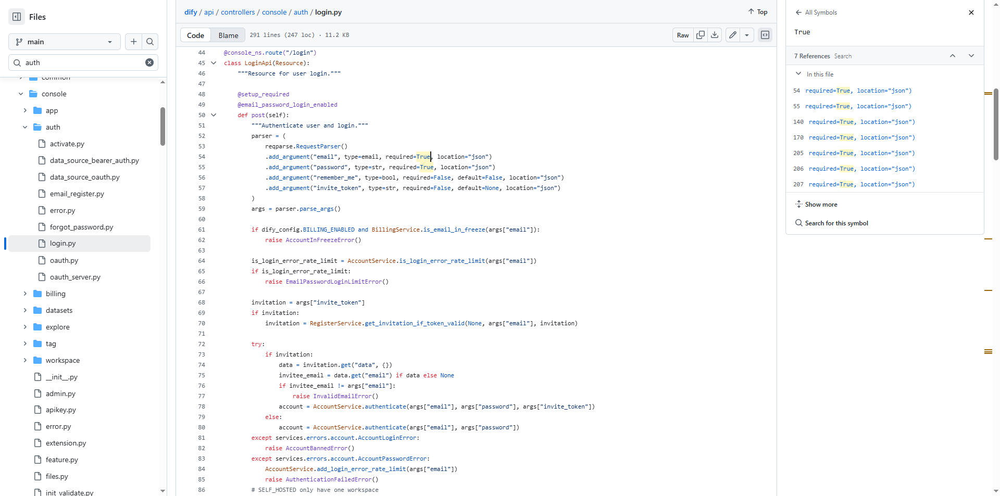 Files
main
auth
common
console
app
auth
activate.py
data_source_bearer_auth.py
data_source_oauth.py
email_register.py
error.py
forgot_password.py
login.py
oauth.py
oauth_server.py
billing
datasets
explore
tag
workspace
__init__.py
admin.py
apikey.py
error.py
extension.py
feature.py
files.py
init_validate.py
dify / api / controllers / console / auth / login.py
Top
Code Blame 291 lines (247 loc) · 11.2 KB
Raw
44 @console_ns.route("/login")
45 class LoginApi(Resource):
46 """Resource for user login."""
47
48 @setup_required
49 @email_password_login_enabled
50 def post(self):
51 """Authenticate user and login."""
52 parser = (
53 reqparse.RequestParser()
54 .add_argument("email", type=email, required=True, location="json")
55 .add_argument("password", type=str, required=True, location="json")
56 .add_argument("remember_me", type=bool, required=False, default=False, location="json")
57 .add_argument("invite_token", type=str, required=False, default=None, location="json")
58 )
59 args = parser.parse_args()
60
61 if dify_config.BILLING_ENABLED and BillingService.is_email_in_freeze(args["email"]):
62 raise AccountInFreezeError()
63
64 is_login_error_rate_limit = AccountService.is_login_error_rate_limit(args["email"])
65 if is_login_error_rate_limit:
66 raise EmailPasswordLoginLimitError()
67
68 invitation = args["invite_token"]
69 if invitation:
70 invitation = RegisterService.get_invitation_if_token_valid(None, args["email"], invitation)
71
72 try:
73 if invitation:
74 data = invitation.get("data", {})
75 invitee_email = data.get("email") if data else None
76 if invitee_email != args["email"]:
77 raise InvalidEmailError()
78 account = AccountService.authenticate(args["email"], args["password"], args["invite_token"])
79 else:
80 account = AccountService.authenticate(args["email"], args["password"])
81 except services.errors.account.AccountLoginError:
82 raise AccountBannedError()
83 except services.errors.account.AccountPasswordError:
84 AccountService.add_login_error_rate_limit(args["email"])
85 raise AuthenticationFailedError()
86 # SELF_HOSTED only have one workspace
All Symbols
True
7 References Search
In this file
54 required=True, location="json")
55 required=True, location="json")
140 required=True, location="json")
170 required=True, location="json")
205 required=True, location="json")
206 required=True, location="json")
207 required=True, location="json")
Show more
Search for this symbol